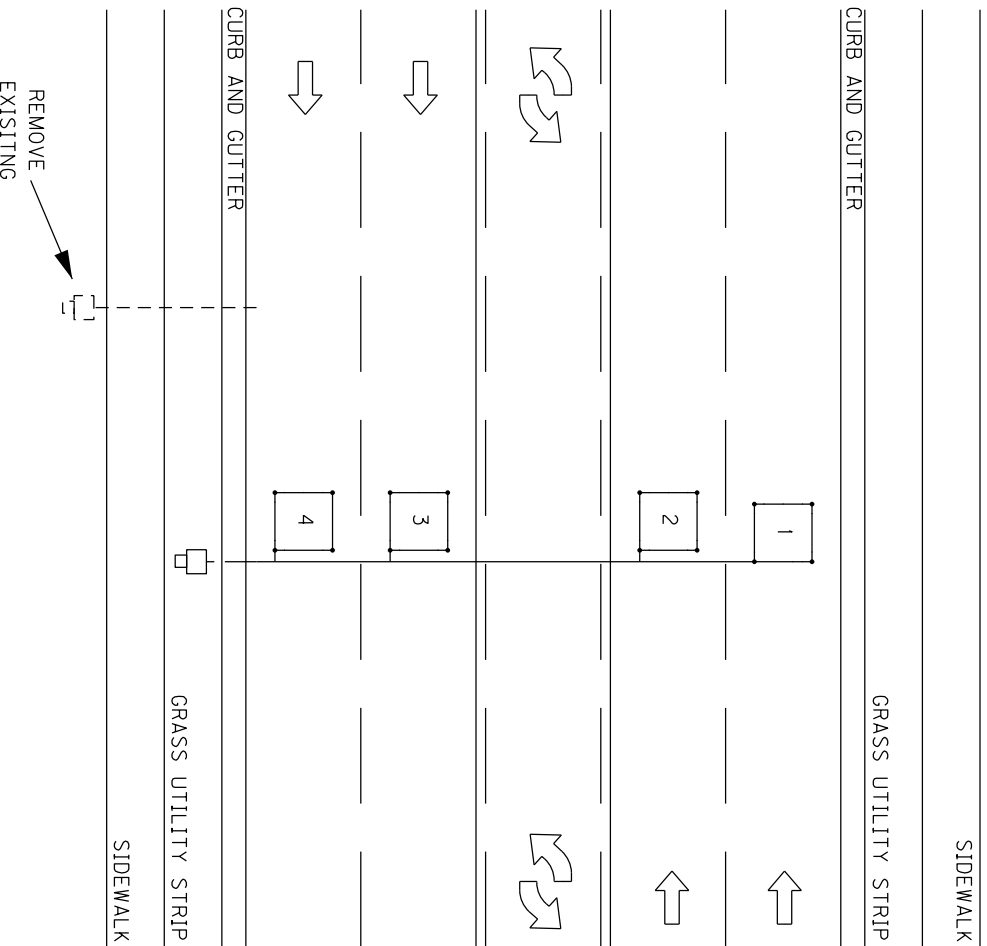 SIDEWALK
GRASS UTILITY STRIP
CURB AND GUTTER
1
2
3
4
CURB AND GUTTER
GRASS UTILITY STRIP
SIDEWALK
REMOVE
EXISITNG